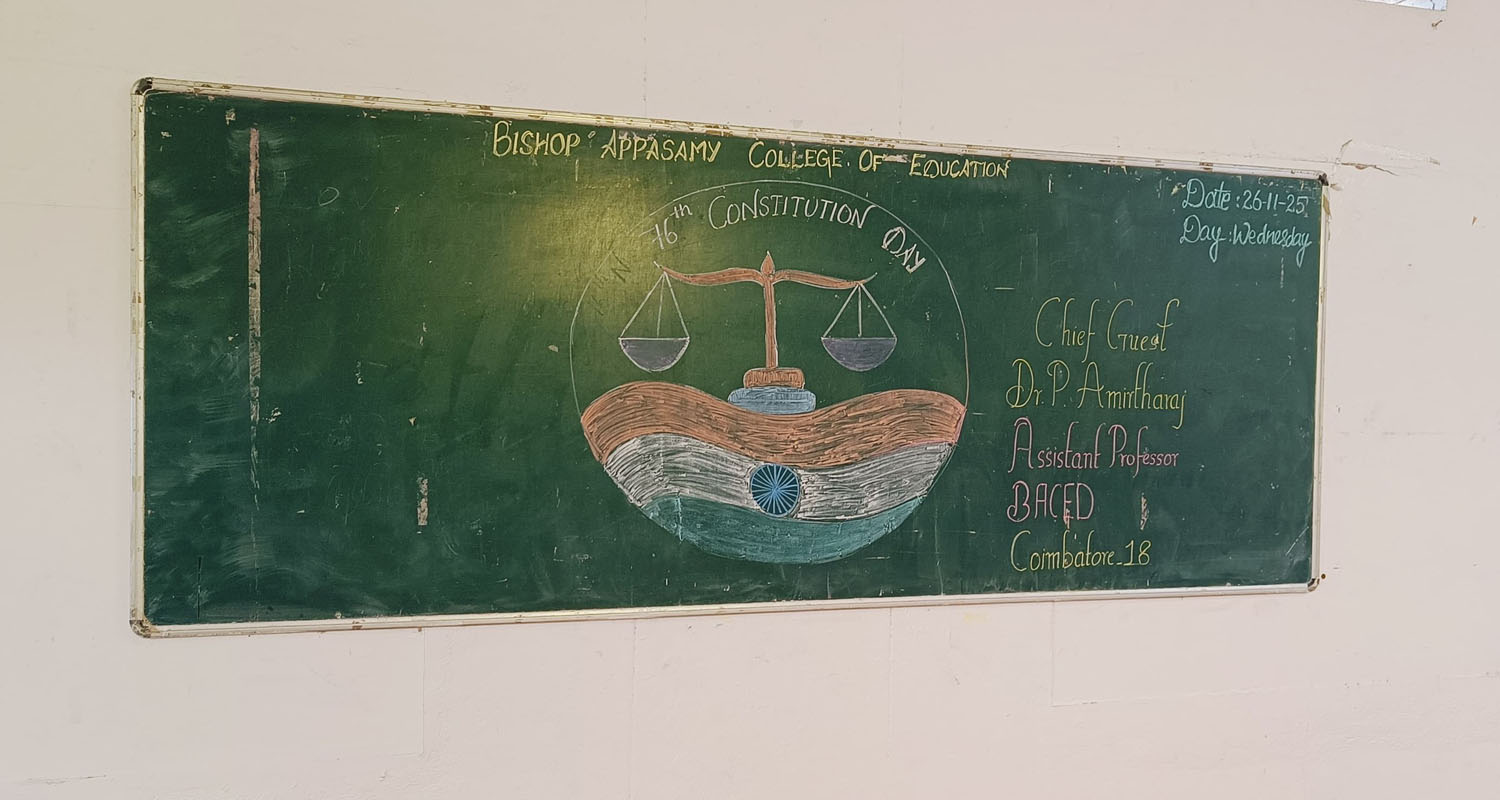 BISHOP APPASAMY COLLEGE OF EDUCATION
76th CONSTITUTION DAY
Date : 26-11-25
Day : Wednesday
Chief Guest
Dr. P. Amirtharaj
Assistant Professor
BACED
Coimbatore-18